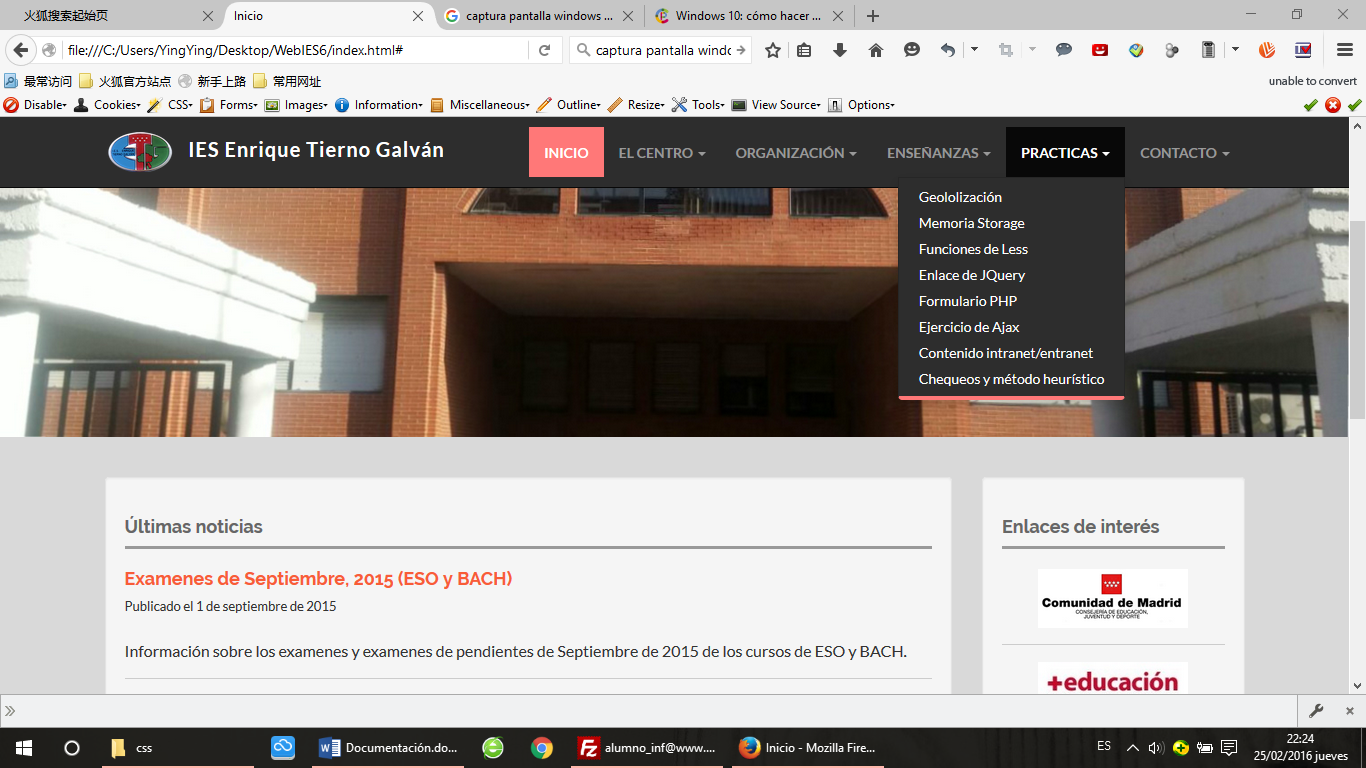 火狐搜索起始页
Inicio
captura pantalla windows ...
Windows 10: cómo hacer ...
file:///C:/Users/YingYing/Desktop/WebIES6/index.html#
captura pantalla windo
最常访问
火狐官方站点
新手上路
常用网址
unable to convert
Disable
Cookies
CSS
Forms
Images
Information
Miscellaneous
Outline
Resize
Tools
View Source
Options
IES Enrique Tierno Galván
INICIO
EL CENTRO
ORGANIZACIÓN
ENSEÑANZAS
PRACTICAS
CONTACTO
Geololización
Memoria Storage
Funciones de Less
Enlace de JQuery
Formulario PHP
Ejercicio de Ajax
Contenido intranet/entranet
Chequeos y método heurístico
Últimas noticias
Examenes de Septiembre, 2015 (ESO y BACH)
Publicado el 1 de septiembre de 2015
Información sobre los examenes y examenes de pendientes de Septiembre de 2015 de los cursos de ESO y BACH.
Enlaces de interés
Comunidad de Madrid
CONSEJERÍA DE EDUCACIÓN,
JUVENTUD Y DEPORTE
+educación
css
Documentación.do...
alumno_inf@www....
Inicio - Mozilla Fire...
ES
22:24
25/02/2016 jueves